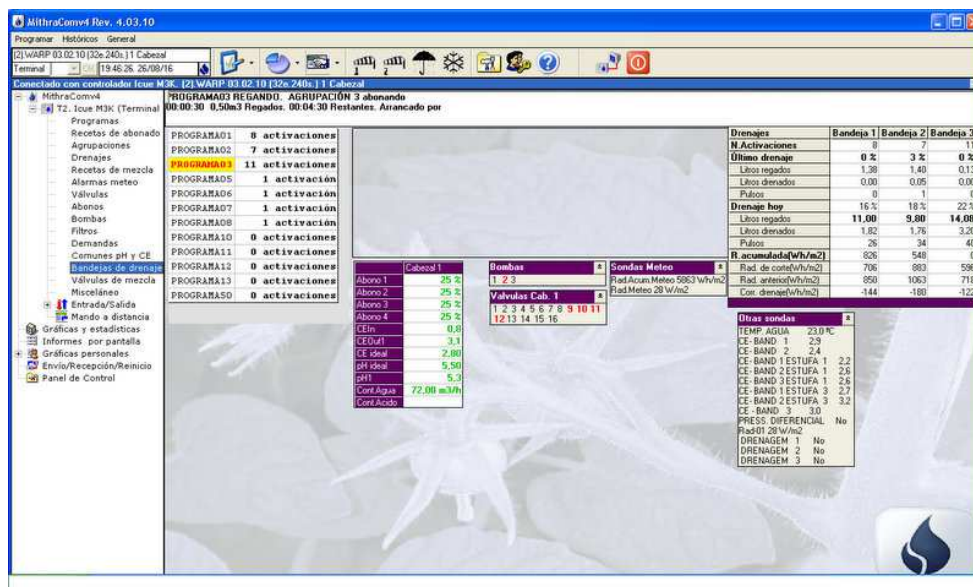 MithraComv4 Rev. 4.03.10
Programar Históricos General
[2].WARP 03.02.10 [32e.240s.] 1 Cabezal
Terminal 19:46:26 26/08/16
Conectado con controlador Icue M3K. [2].WARP 03.02.10 [32e.240s.] 1 Cabezal
MithraComv4
T2. Icue M3K (Terminal
Programas
Recetas de abonado
Agrupaciones
Drenajes
Recetas de mezcla
Alarmas meteo
Válvulas
Abonos
Bombas
Filtros
Demandas
Comunes pH y CE
Bandejas de drenaje
Válvulas de mezcla
Misceláneo
Entrada/Salida
Mando a distancia
Gráficas y estadísticas
Informes por pantalla
Gráficas personales
Envío/Recepción/Reinicio
Panel de Control
PROGRAMA03 REGANDO. AGRUPACIÓN 3 abonando
00:00:30 0,50m3 Regados. 00:04:30 Restantes. Arrancado por
PROGRAMA01 8 activaciones
PROGRAMA02 7 activaciones
PROGRAMA03 11 activaciones
PROGRAMA05 1 activación
PROGRAMA06 1 activación
PROGRAMA07 1 activación
PROGRAMA08 1 activación
PROGRAMA10 0 activaciones
PROGRAMA11 0 activaciones
PROGRAMA12 0 activaciones
PROGRAMA13 0 activaciones
PROGRAMA50 0 activaciones
Cabezal 1
Abono 1 25 %
Abono 2 25 %
Abono 3 25 %
Abono 4 25 %
CEIn 0,8
CEOut1 3,1
CE ideal 2,80
pH ideal 5,50
pH1 5,3
Cont.Agua 72,00 m3/h
Cont.Acido
Bombas
1 2 3
Valvulas Cab. 1
1 2 3 4 5 6 7 8 9 10 11
12 13 14 15 16
Sondas Meteo
Rad.Acum.Meteo 5863 Wh/m2
Rad.Meteo 28 W/m2
Drenajes Bandeja 1 Bandeja 2 Bandeja 3
N.Activaciones 8 7 11
Último drenaje 0 % 3 % 0 %
Litros regados 1,38 1,40 0,13
Litros drenados 0,00 0,05 0,00
Pulsos 0 1 0
Drenaje hoy 16 % 18 % 22 %
Litros regados 11,00 9,80 14,08
Litros drenados 1,82 1,76 3,20
Pulsos 26 34 40
R.acumulada(Wh/m2) 826 548 0
Rad. de corte(Wh/m2) 706 883 596
Rad. anterior(Wh/m2) 850 1063 718
Corr. drenaje(Wh/m2) -144 -180 -122
Otras sondas
TEMP. AGUA 23,0 ºC
CE- BAND 1 2,9
CE- BAND 2 2,4
CE- BAND 1 ESTUFA 1 2,2
CE- BAND 2 ESTUFA 1 2,6
CE- BAND 3 ESTUFA 1 2,6
CE- BAND 1 ESTUFA 3 2,7
CE- BAND 2 ESTUFA 3 3,2
CE - BAND 3 3,0
PRESS. DIFERENCIAL No
Rad-01 28 W/m2
DRENAGEM 1 No
DRENAGEM 2 No
DRENAGEM 3 No